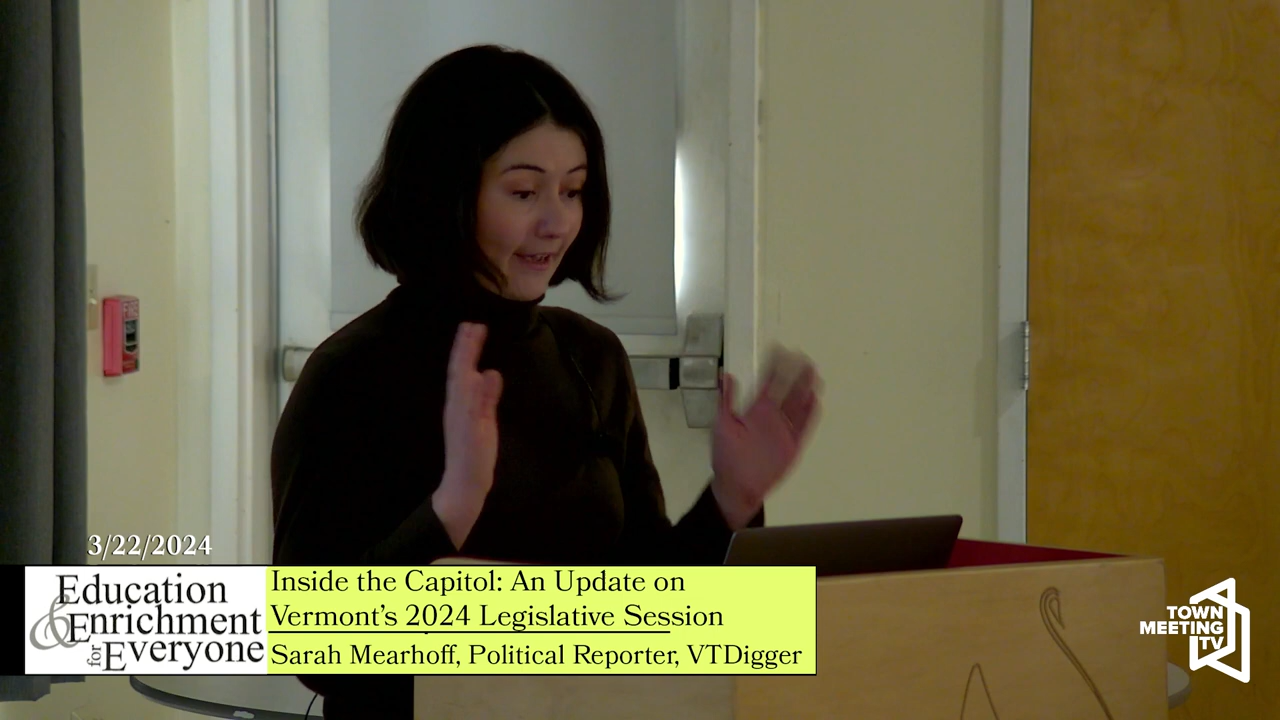 3/22/2024
Education
& Enrichment
for Everyone
Inside the Capitol: An Update on
Vermont's 2024 Legislative Session
Sarah Mearhoff, Political Reporter, VTDigger
TOWN
MEETING
TV